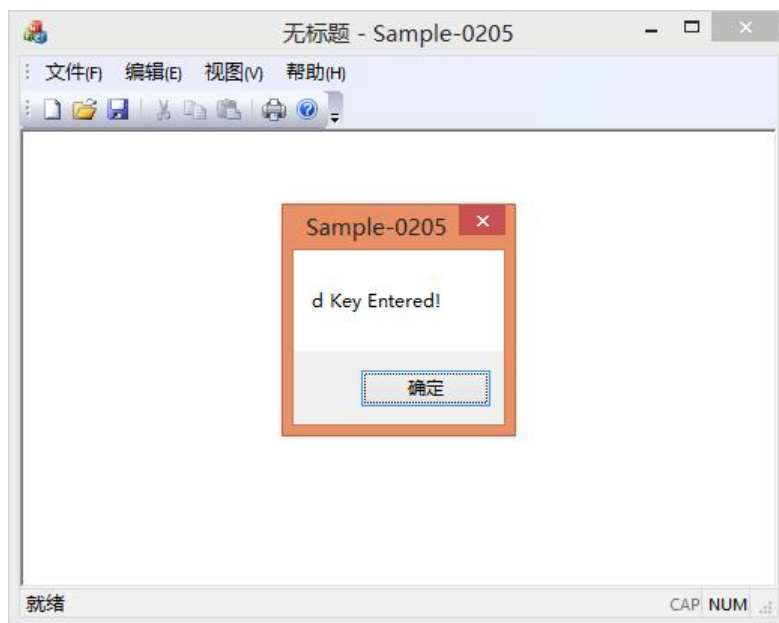 无标题 - Sample-0205
文件(F) 编辑(E) 视图(V) 帮助(H)
Sample-0205
d Key Entered!
确定
就绪 CAP NUM